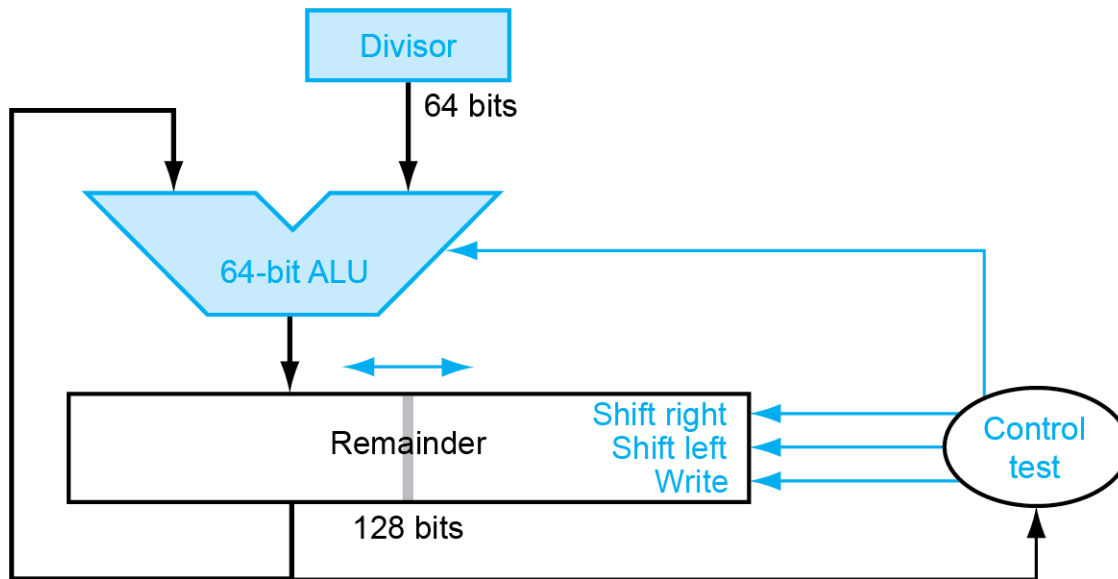 Divisor
64 bits
64-bit ALU
Remainder
Shift right
Shift left
Write
Control
test
128 bits